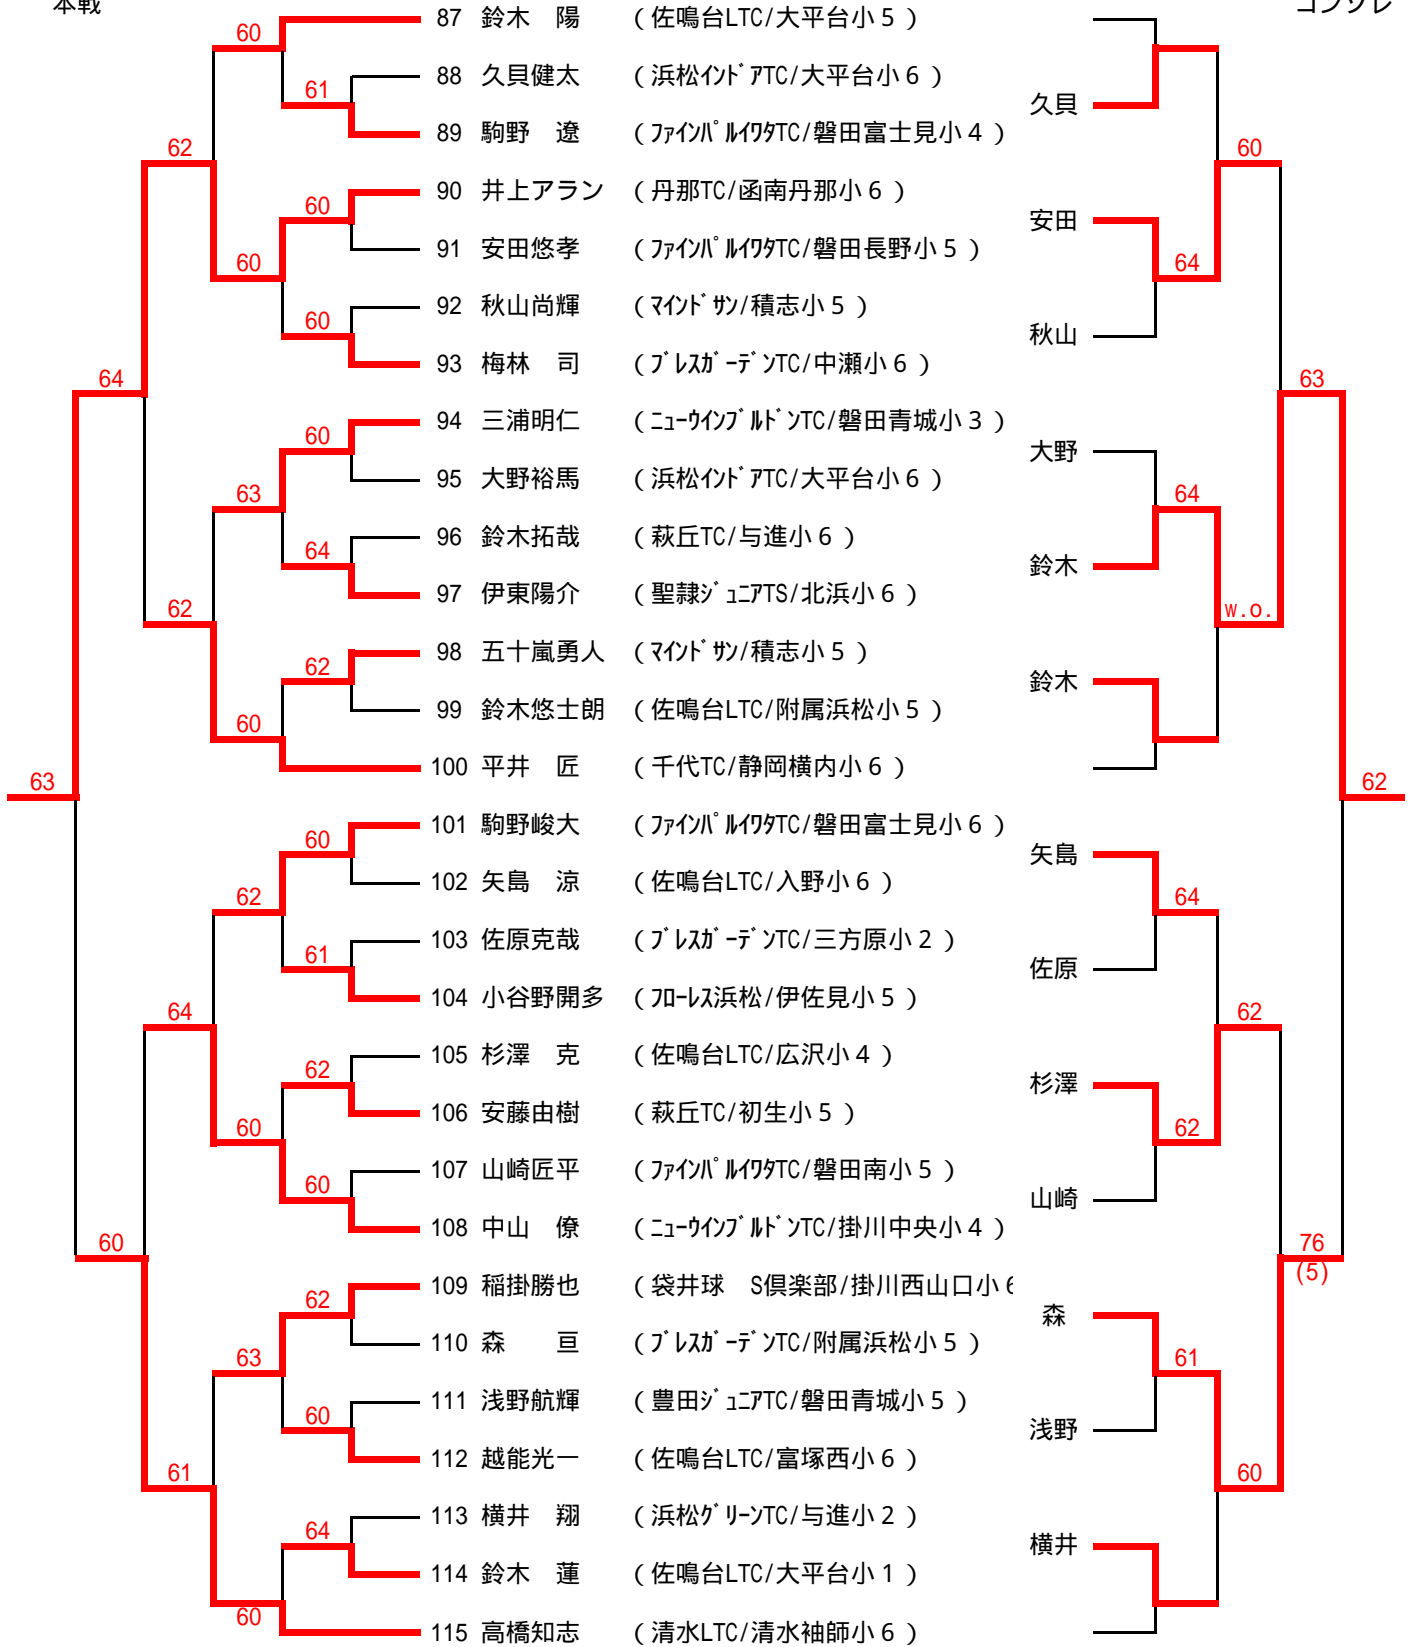 本戦
コンソレ
87 鈴木　陽 (佐鳴台LTC/大平台小5)
60
88 久貝健太 (浜松インドアTC/大平台小6)
61
久貝
89 駒野　遼 (ファインパルイワタTC/磐田富士見小4)
62
60
90 井上アラン (丹那TC/函南丹那小6)
60
安田
91 安田悠孝 (ファインパルイワタTC/磐田長野小5)
60
64
92 秋山尚輝 (マインドサン/積志小5)
60
秋山
93 梅林　司 (ブレスガーデンTC/中瀬小6)
64
63
94 三浦明仁 (ニューウインブルドンTC/磐田青城小3)
60
大野
95 大野裕馬 (浜松インドアTC/大平台小6)
63
64
96 鈴木拓哉 (萩丘TC/与進小6)
64
鈴木
97 伊東陽介 (聖隷ジュニアTS/北浜小6)
62
w.o.
98 五十嵐勇人 (マインドサン/積志小5)
62
鈴木
99 鈴木悠士朗 (佐鳴台LTC/附属浜松小5)
60
100 平井　匠 (千代TC/静岡横内小6)
63
62
101 駒野峻大 (ファインパルイワタTC/磐田富士見小6)
60
矢島
102 矢島　涼 (佐鳴台LTC/入野小6)
62
64
103 佐原克哉 (ブレスガーデンTC/三方原小2)
61
佐原
104 小谷野開多 (フローレス浜松/伊佐見小5)
64
62
105 杉澤　克 (佐鳴台LTC/広沢小4)
62
杉澤
106 安藤由樹 (萩丘TC/初生小5)
60
62
107 山崎匠平 (ファインパルイワタTC/磐田南小5)
60
山崎
108 中山　僚 (ニューウインブルドンTC/掛川中央小4)
60
76
(5)
109 稲掛勝也 (袋井球　S倶楽部/掛川西山口小6
62
森
110 森　　亘 (ブレスガーデンTC/附属浜松小5)
63
61
111 浅野航輝 (豊田ジュニアTC/磐田青城小5)
60
浅野
112 越能光一 (佐鳴台LTC/富塚西小6)
61
60
113 横井　翔 (浜松グリーンTC/与進小2)
64
横井
114 鈴木　蓮 (佐鳴台LTC/大平台小1)
60
115 高橋知志 (清水LTC/清水袖師小6)